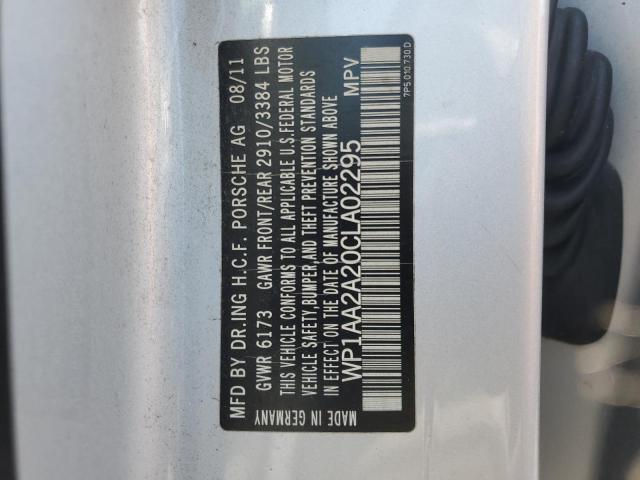 MFD BY DR.ING H.C.F. PORSCHE AG 08/11
GVWR 6173 GAWR FRONT/REAR 2910/3384 LBS
THIS VEHICLE CONFORMS TO ALL APPLICABLE U.S.FEDERAL MOTOR
VEHICLE SAFETY,BUMPER,AND THEFT PREVENTION STANDARDS
IN EFFECT ON THE DATE OF MANUFACTURE SHOWN ABOVE
WP1AA2A20CLA02295 MPV
MADE IN GERMANY 7P5.010.730.D